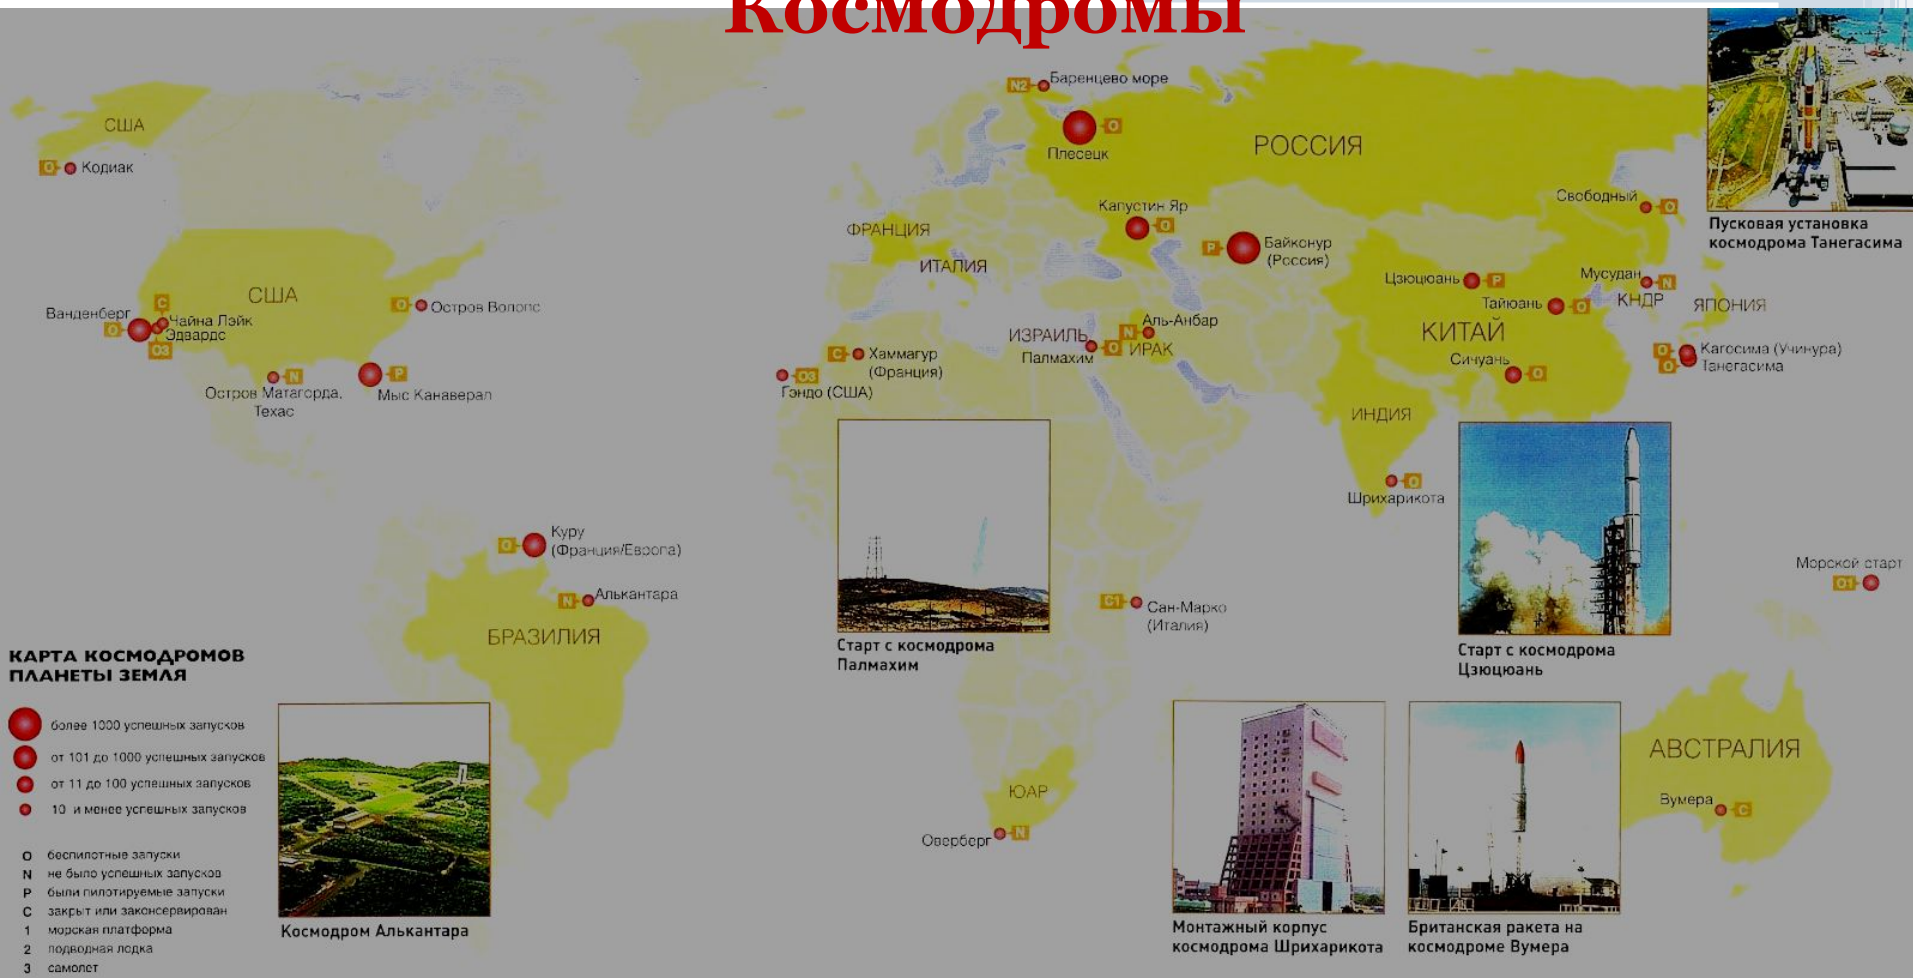 Космодромы
США
O
Кодиак
N2
Баренцево море
O
Плесецк
РОССИЯ
Свободный
O
Пусковая установка
космодрома Танегасима
Капустин Яр
O
ФРАНЦИЯ
ИТАЛИЯ
P
Байконур
(Россия)
Цзюцюань
P
Мусудан
N
КНДР
ЯПОНИЯ
Тайюань
O
КИТАЙ
Сичуань
O
O
Кагосима (Учинура)
O
Танегасима
США
Ванденберг
O
C
Чайна Лэйк
Эдвардс
O3
O
Остров Волопс
N
Остров Матагорда,
Техас
P
Мыс Канаверал
Аль-Анбар
N
ИРАК
ИЗРАИЛЬ
Палмахим
O
C
Хаммагур
(Франция)
O3
Гэндо (США)
ИНДИЯ
O
Шрихарикота
Куру
O
(Франция/Европа)
N
Алькантара
БРАЗИЛИЯ
C1
Сан-Марко
(Италия)
Морской старт
O1
Старт с космодрома
Палмахим
Старт с космодрома
Цзюцюань
ЮАР
Оверберг
N
АВСТРАЛИЯ
Вумера
C
КАРТА КОСМОДРОМОВ
ПЛАНЕТЫ ЗЕМЛЯ
более 1000 успешных запусков
от 101 до 1000 успешных запусков
от 11 до 100 успешных запусков
10 и менее успешных запусков
O беспилотные запуски
N не было успешных запусков
P были пилотируемые запуски
C закрыт или законсервирован
1 морская платформа
2 подводная лодка
3 самолет
Космодром Алькантара
Монтажный корпус
космодрома Шрихарикота
Британская ракета на
космодроме Вумера